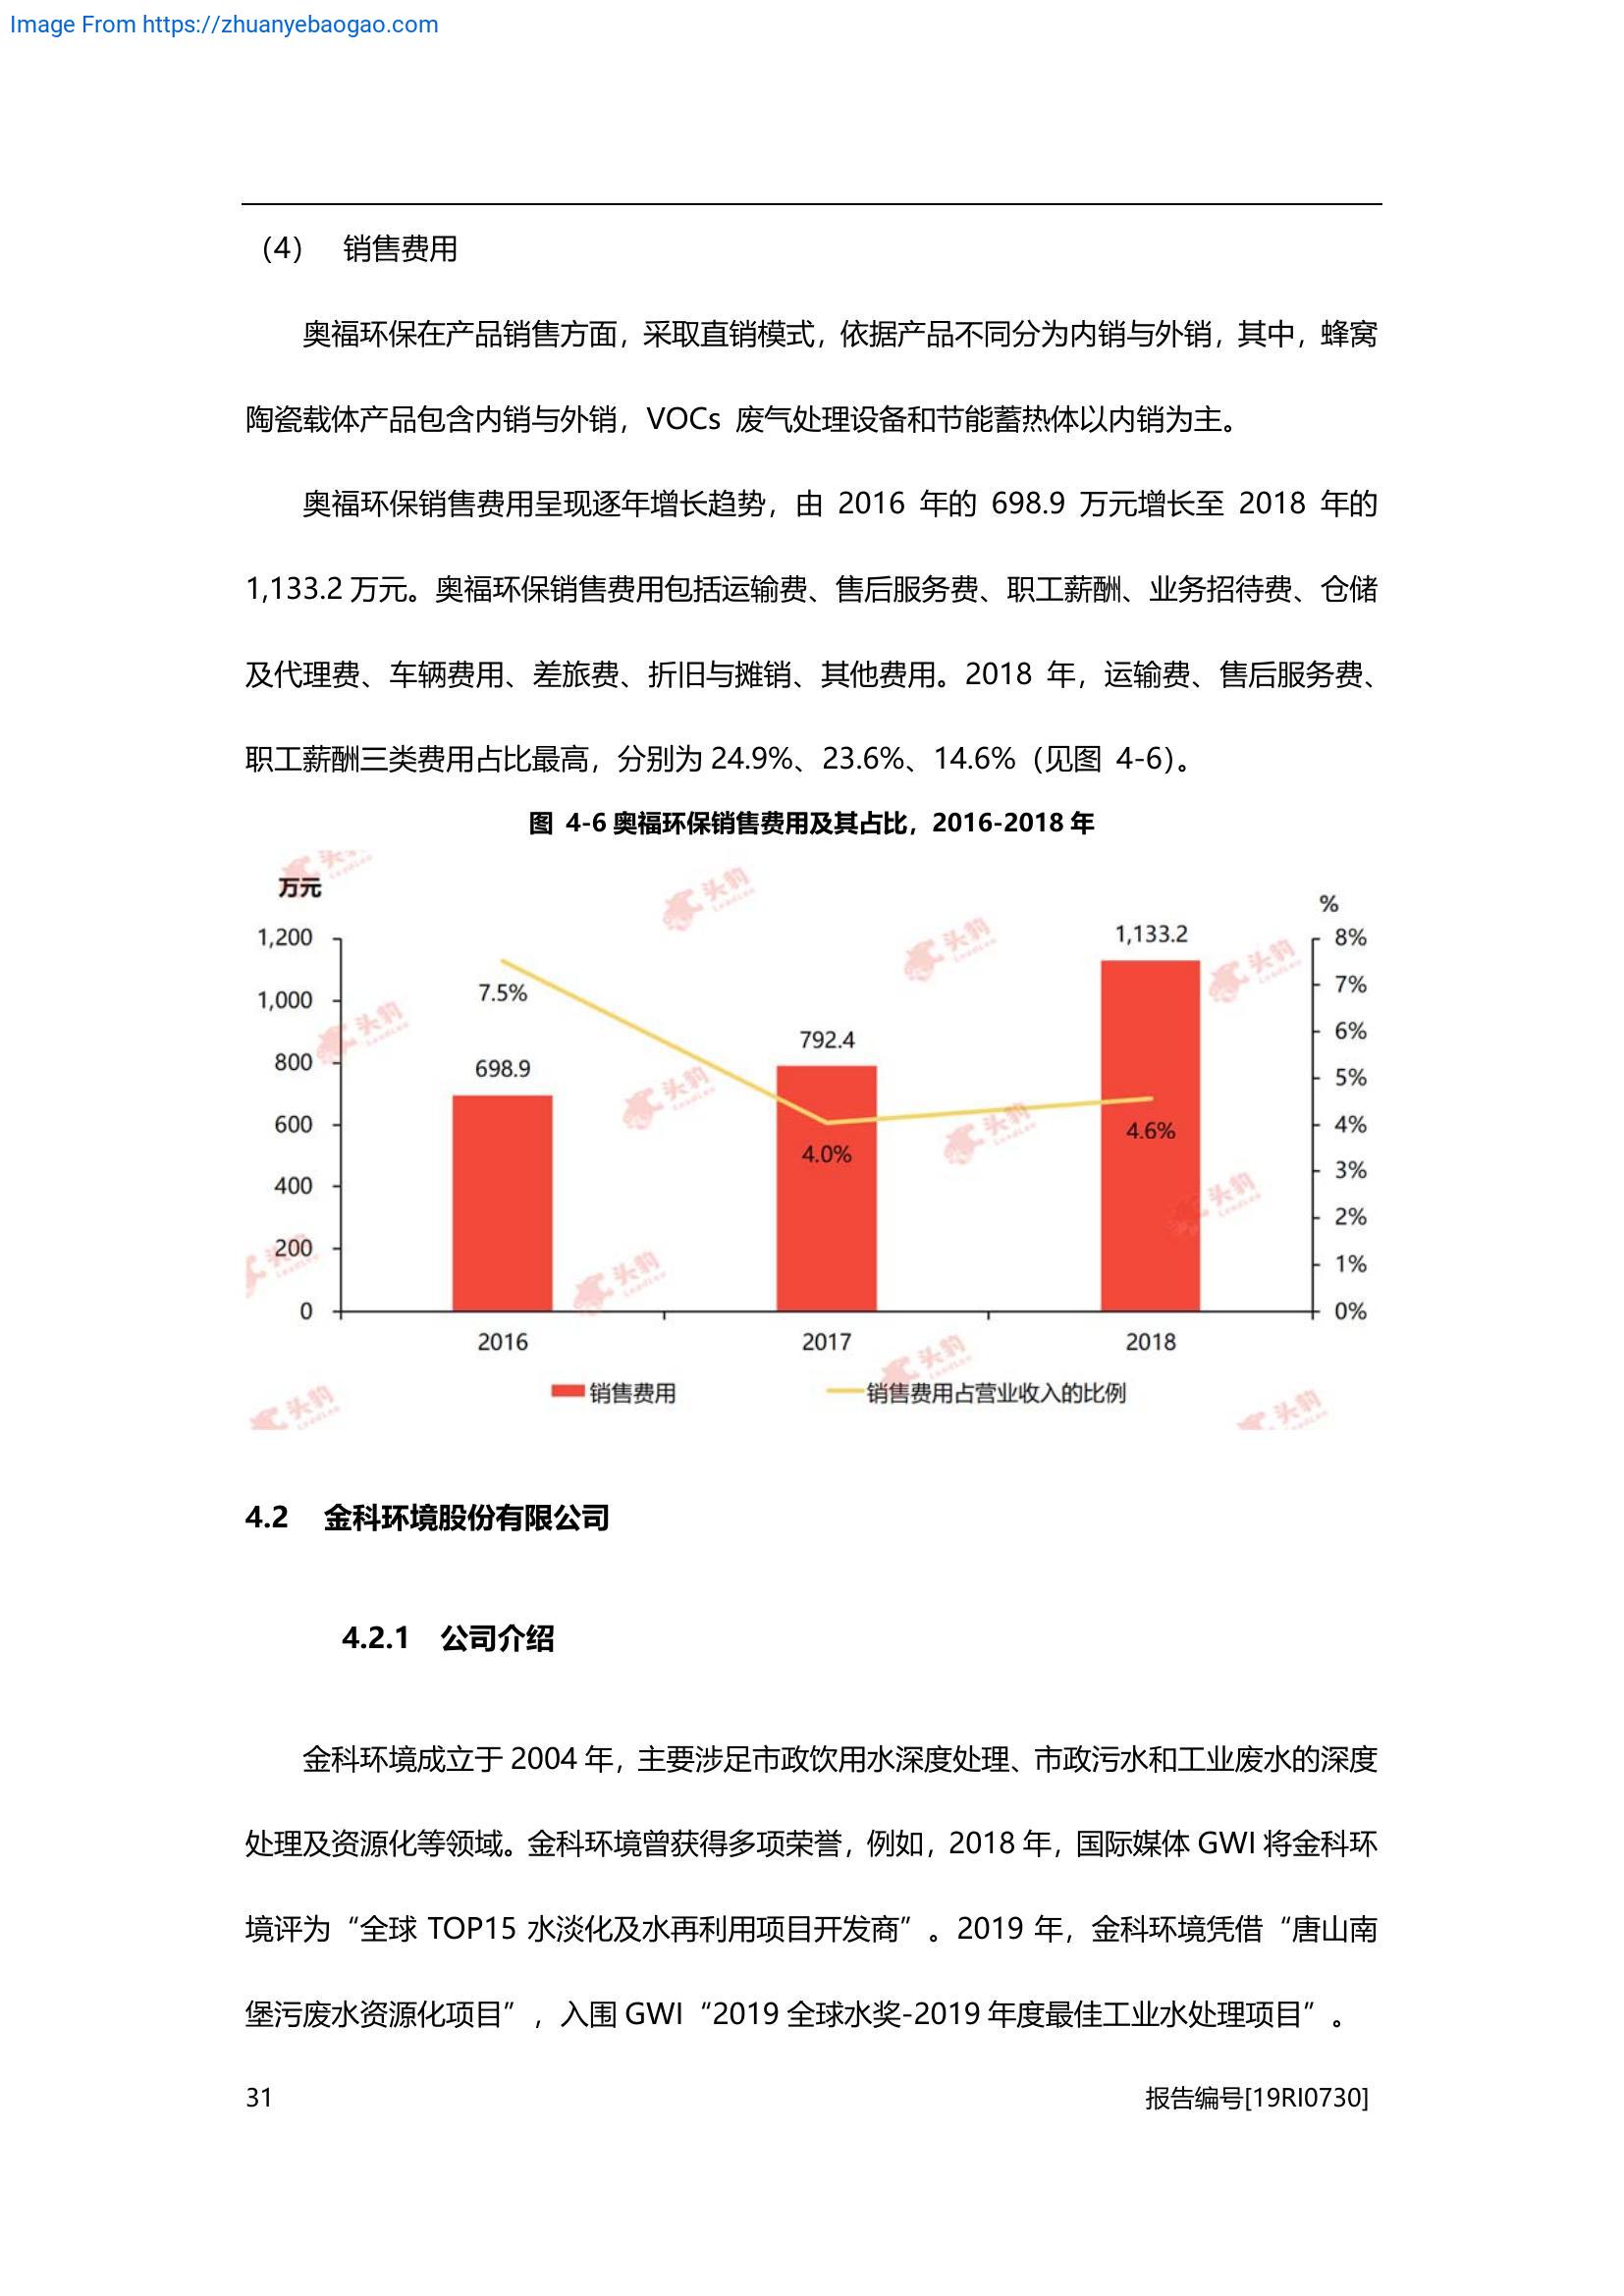 Image From https://zhuanyebaogao.com
（4） 销售费用
奥福环保在产品销售方面，采取直销模式，依据产品不同分为内销与外销，其中，蜂窝
陶瓷载体产品包含内销与外销，VOCs 废气处理设备和节能蓄热体以内销为主。
奥福环保销售费用呈现逐年增长趋势，由 2016 年的 698.9 万元增长至 2018 年的
1,133.2 万元。奥福环保销售费用包括运输费、售后服务费、职工薪酬、业务招待费、仓储
及代理费、车辆费用、差旅费、折旧与摊销、其他费用。2018 年，运输费、售后服务费、
职工薪酬三类费用占比最高，分别为 24.9%、23.6%、14.6%（见图 4-6）。
图 4-6 奥福环保销售费用及其占比，2016-2018 年
万元
%
1,200
1,000
800
600
400
200
0
8%
7%
6%
5%
4%
3%
2%
1%
0%
7.5%
698.9
792.4
4.0%
1,133.2
4.6%
2016 2017 2018
销售费用 销售费用占营业收入的比例
头豹
LeadLeo
4.2 金科环境股份有限公司
4.2.1 公司介绍
金科环境成立于 2004 年，主要涉足市政饮用水深度处理、市政污水和工业废水的深度
处理及资源化等领域。金科环境曾获得多项荣誉，例如，2018 年，国际媒体 GWI 将金科环
境评为“全球 TOP15 水淡化及水再利用项目开发商”。2019 年，金科环境凭借“唐山南
堡污废水资源化项目”，入围 GWI“2019 全球水奖-2019 年度最佳工业水处理项目”。
31 报告编号[19RI0730]